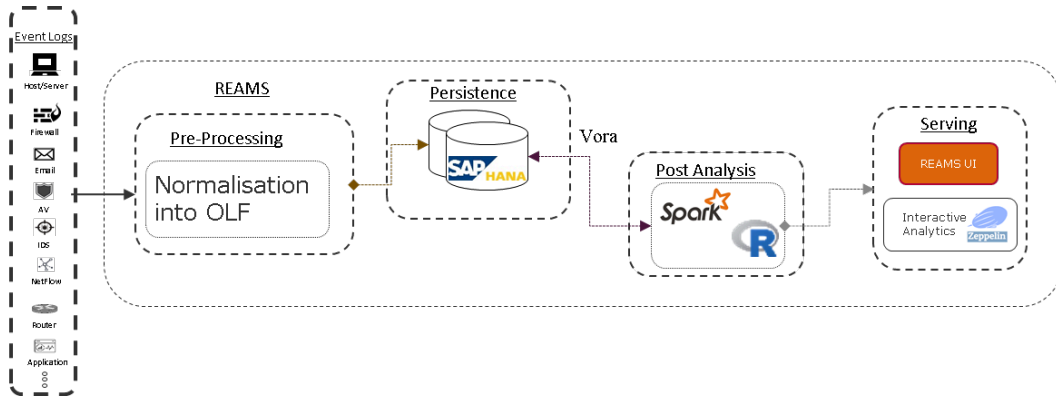 Event Logs
Host/Server
Firewall
Email
AV
IDS
NetFlow
Router
Application
REAMS
Pre-Processing
Normalisation
into OLF
Persistence
SAP
HANA
Vora
Post Analysis
Spark
R
Serving
REAMS UI
Interactive
Analytics
Zeppelin